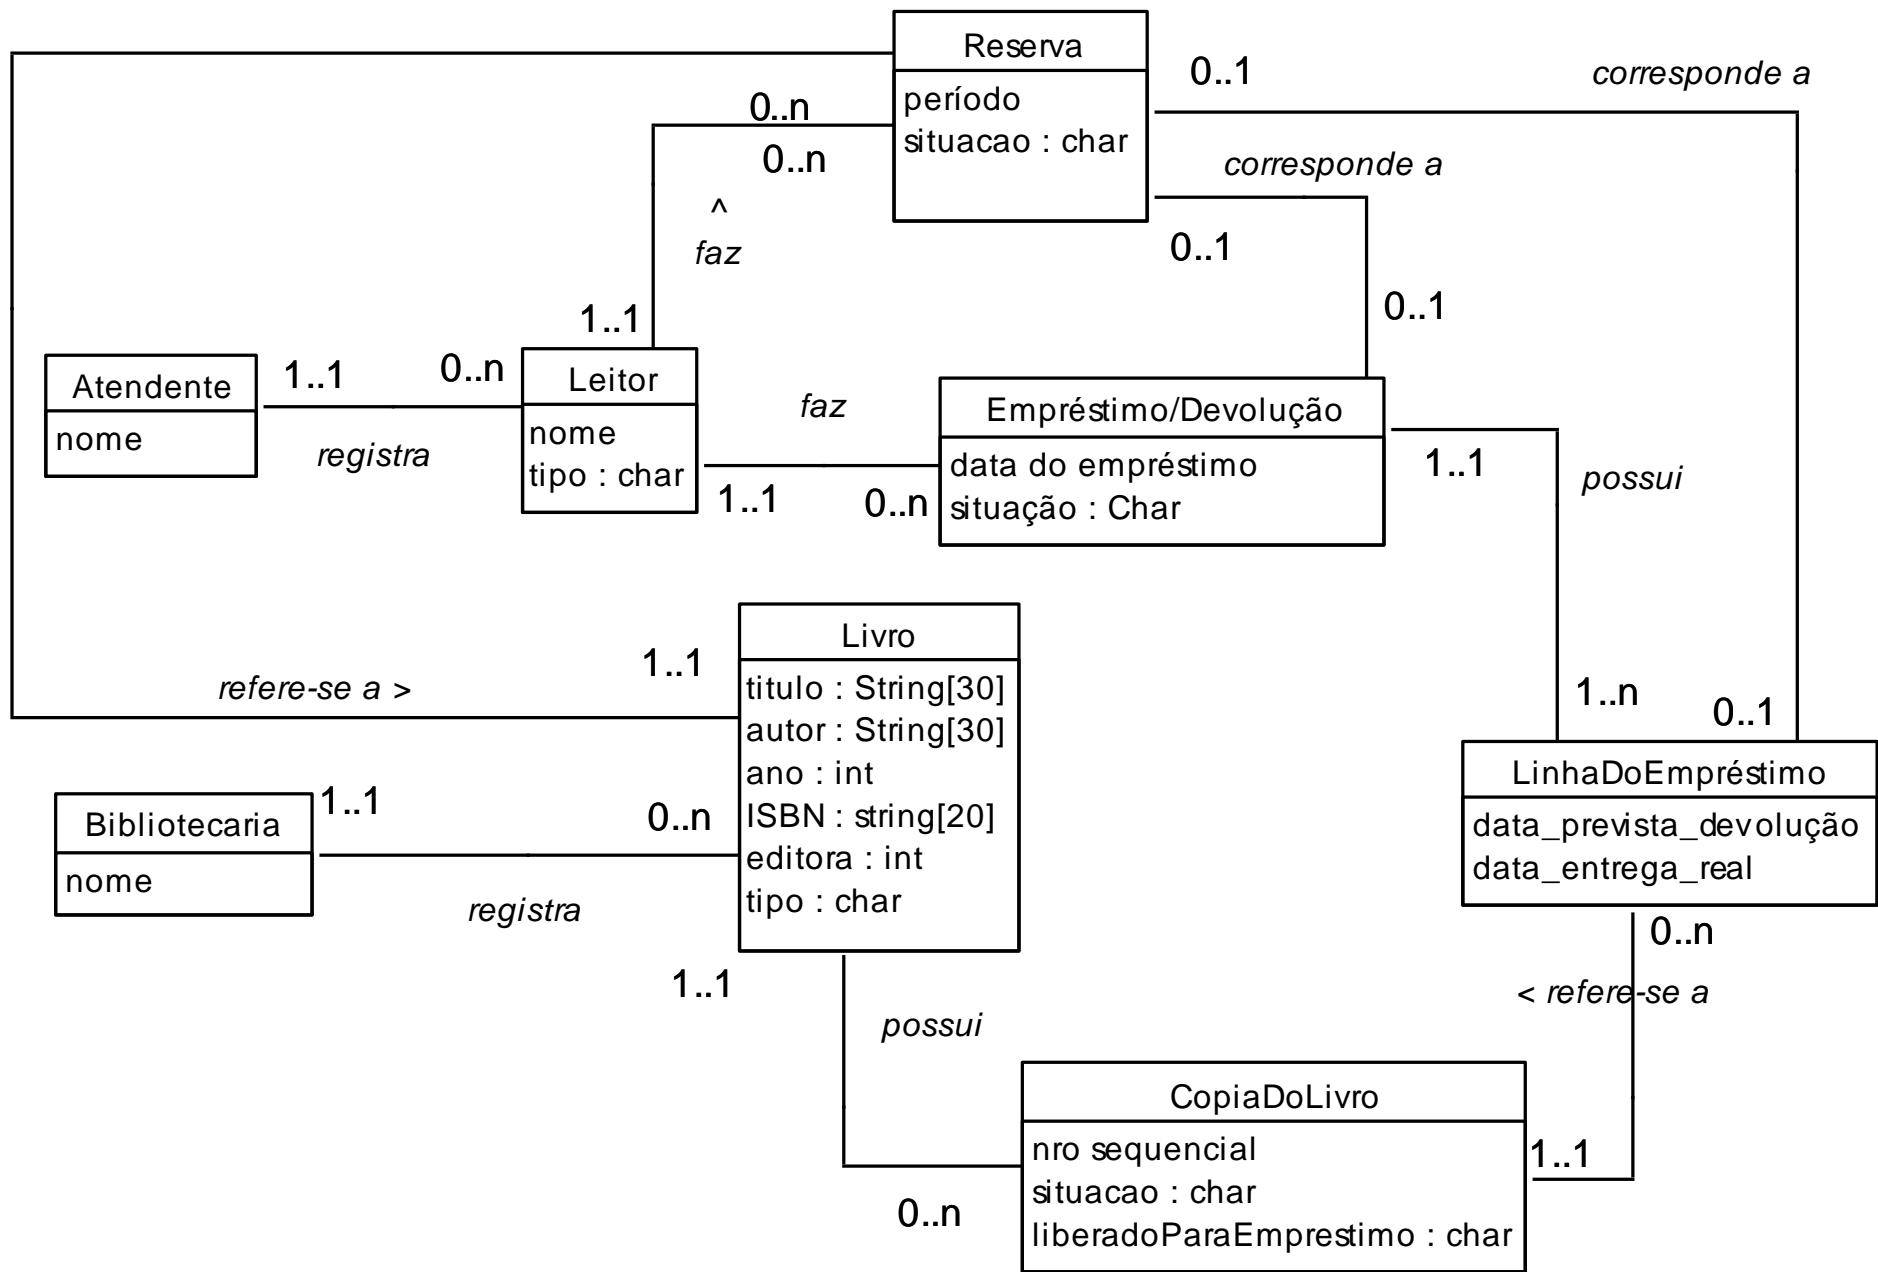 Reserva
período
situacao : char
0..1
corresponde a
0..n
0..n
^
faz
corresponde a
0..1
0..1
1..1
Atendente
nome
1..1
0..n
registra
Leitor
nome
tipo : char
faz
1..1
0..n
Empréstimo/Devolução
data do empréstimo
situação : Char
1..1
possui
Livro
titulo : String[30]
autor : String[30]
ano : int
ISBN : string[20]
editora : int
tipo : char
1..1
refere-se a >
1..n
0..1
LinhaDoEmpréstimo
data_prevista_devolução
data_entrega_real
Bibliotecaria
nome
1..1
0..n
registra
0..n
< refere-se a
1..1
possui
CopiaDoLivro
nro sequencial
situacao : char
liberadoParaEmprestimo : char
1..1
0..n